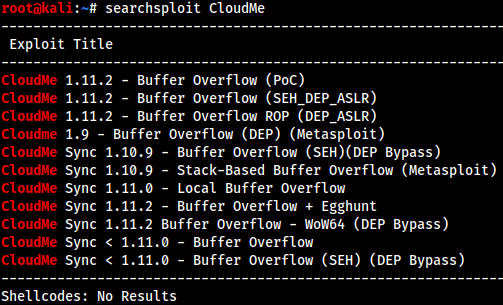 root@kali:~# searchsploit CloudMe
---------------------------------------------------------------
Exploit Title
---------------------------------------------------------------
CloudMe 1.11.2 - Buffer Overflow (PoC)
CloudMe 1.11.2 - Buffer Overflow (SEH_DEP_ASLR)
CloudMe 1.11.2 - Buffer Overflow ROP (DEP_ASLR)
Cloudme 1.9 - Buffer Overflow (DEP) (Metasploit)
CloudMe Sync 1.10.9 - Buffer Overflow (SEH)(DEP Bypass)
CloudMe Sync 1.10.9 - Stack-Based Buffer Overflow (Metasploit)
CloudMe Sync 1.11.0 - Local Buffer Overflow
CloudMe Sync 1.11.2 - Buffer Overflow + Egghunt
CloudMe Sync 1.11.2 Buffer Overflow - WoW64 (DEP Bypass)
CloudMe Sync < 1.11.0 - Buffer Overflow
CloudMe Sync < 1.11.0 - Buffer Overflow (SEH) (DEP Bypass)
---------------------------------------------------------------
Shellcodes: No Results